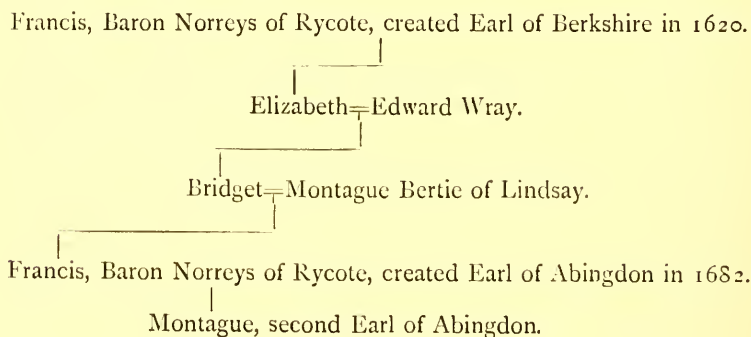 Francis, Baron Norreys of Rycote, created Earl of Berkshire in 1620.
Elizabeth=Edward Wray.
Bridget=Montague Bertie of Lindsay.
Francis, Baron Norreys of Rycote, created Earl of Abingdon in 1682.
Montague, second Earl of Abingdon.